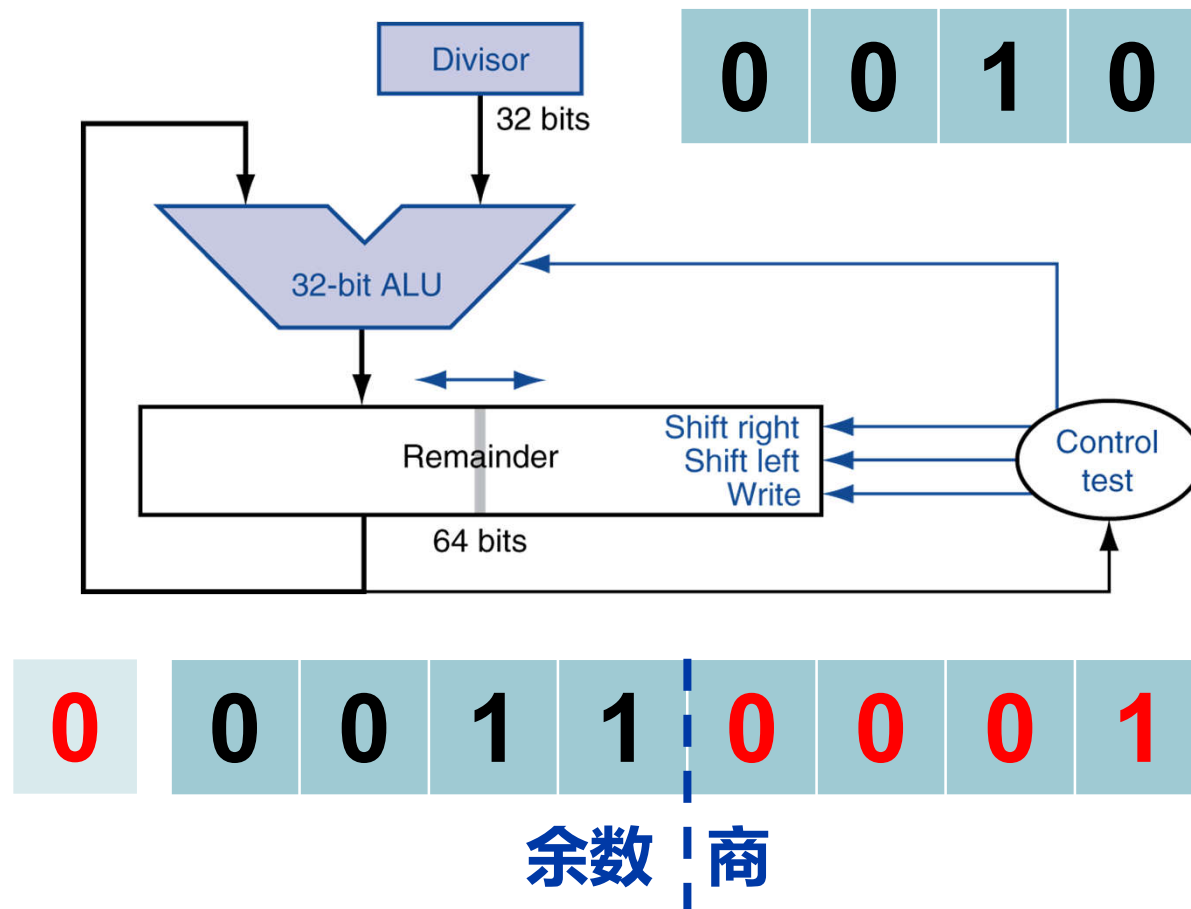 Divisor
0 0 1 0
32 bits
32-bit ALU
Remainder
Shift right
Shift left
Write
Control
test
64 bits
0 0 0 1 1 0 0 0 1
余数 商